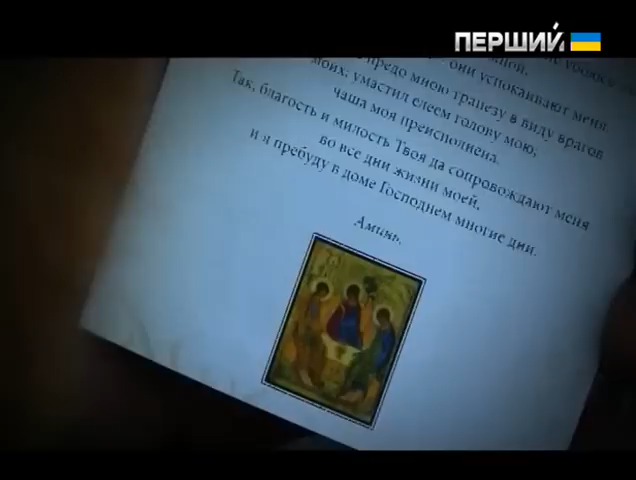 ПЕРШИЙ
они успокаивают меня
предо мною трапезу в виду врагов
моих; умастил елеем голову мою;
чаша моя преисполнена.
Так, благость и милость Твоя да сопровождают меня
во все дни жизни моей,
и я пребуду в доме Господнем многие дни.
Аминь.